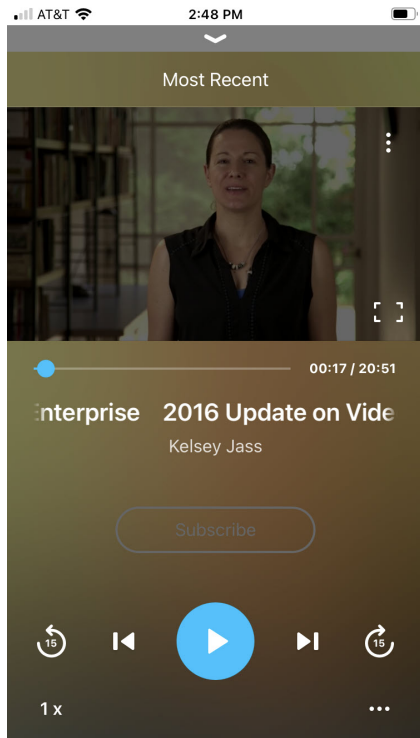 AT&T 2:48 PM
Most Recent
00:17 / 20:51
nterprise 2016 Update on Vide
Kelsey Jass
Subscribe
15 15
1 x